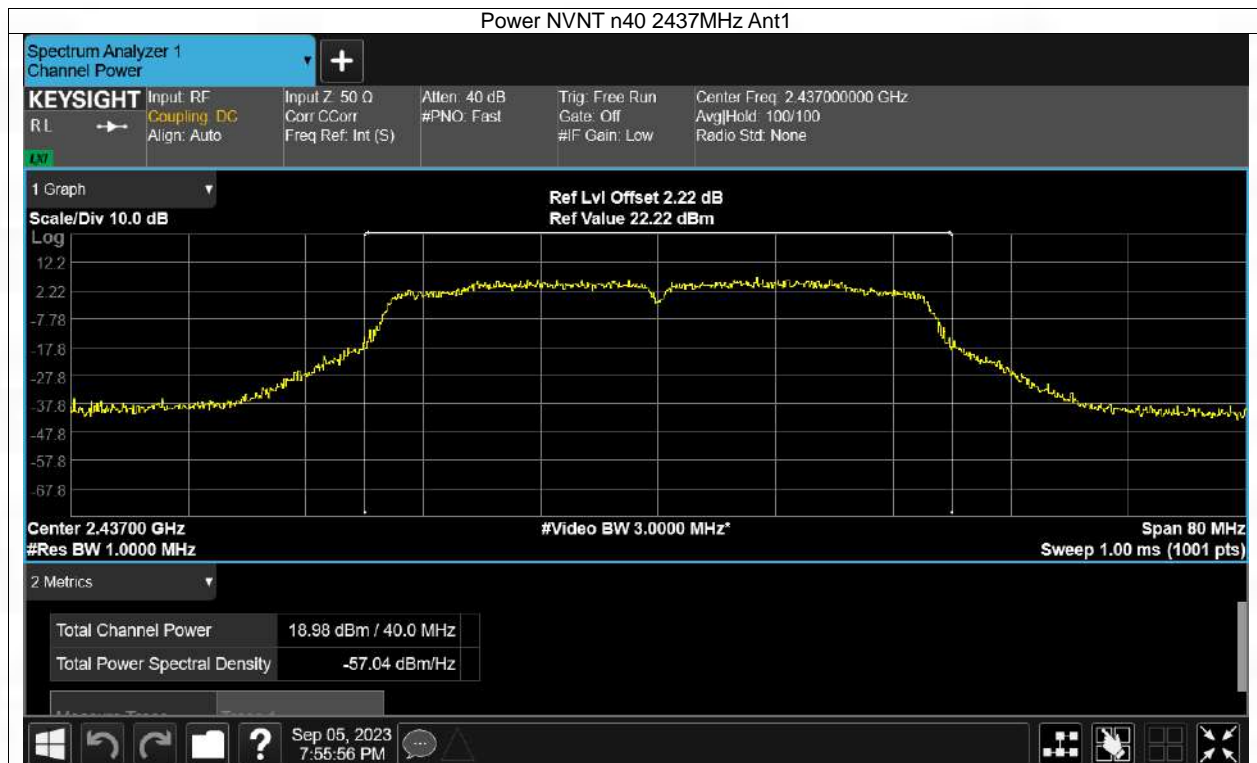 Power NVNT n40 2437MHz Ant1
Spectrum Analyzer 1
Channel Power
KEYSIGHT
RL
LXI
Input: RF
Coupling: DC
Align: Auto
Input Z: 50 Ω
Corr CCorr
Freq Ref: Int (S)
Atten: 40 dB
#PNO: Fast
Trig: Free Run
Gate: Off
#IF Gain: Low
Center Freq: 2.437000000 GHz
Avg|Hold: 100/100
Radio Std: None
1 Graph
Scale/Div 10.0 dB
Ref Lvl Offset 2.22 dB
Ref Value 22.22 dBm
Log
12.2
2.22
-7.78
-17.8
-27.8
-37.8
-47.8
-57.8
-67.8
Center 2.43700 GHz
#Res BW 1.0000 MHz
#Video BW 3.0000 MHz*
Span 80 MHz
Sweep 1.00 ms (1001 pts)
2 Metrics
Total Channel Power 18.98 dBm / 40.0 MHz
Total Power Spectral Density -57.04 dBm/Hz
?
Sep 05, 2023
7:55:56 PM